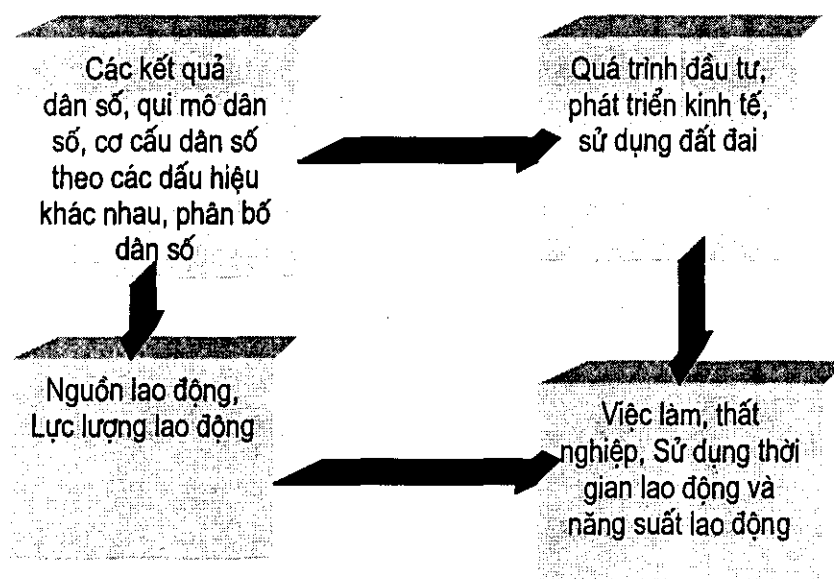 Các kết quả
dân số, qui mô dân
số, cơ cấu dân số
theo các dấu hiệu
khác nhau, phân bố
dân số
Quá trình đầu tư,
phát triển kinh tế,
sử dụng đất đai
Nguồn lao động,
Lực lượng lao động
Việc làm, thất
nghiệp, Sử dụng thời
gian lao động và
năng suất lao động